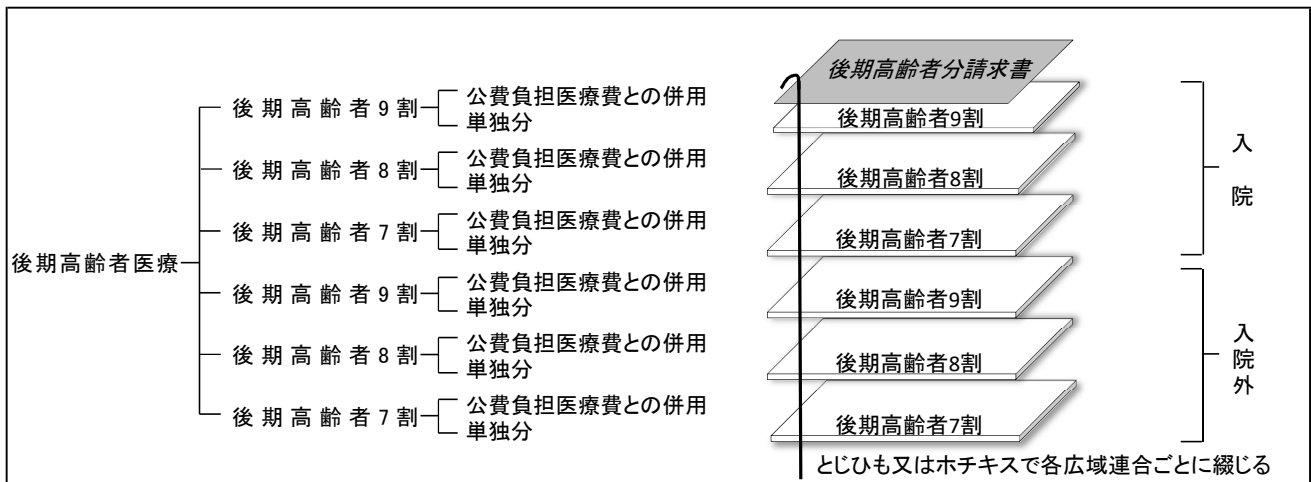 後期高齢者医療
後期高齢者9割
公費負担医療費との併用
単独分
後期高齢者8割
公費負担医療費との併用
単独分
後期高齢者7割
公費負担医療費との併用
単独分
後期高齢者9割
公費負担医療費との併用
単独分
後期高齢者8割
公費負担医療費との併用
単独分
後期高齢者7割
公費負担医療費との併用
単独分
後期高齢者分請求書
後期高齢者9割
後期高齢者8割
後期高齢者7割
入院
後期高齢者9割
後期高齢者8割
後期高齢者7割
入院外
とじひも又はホチキスで各広域連合ごとに綴じる